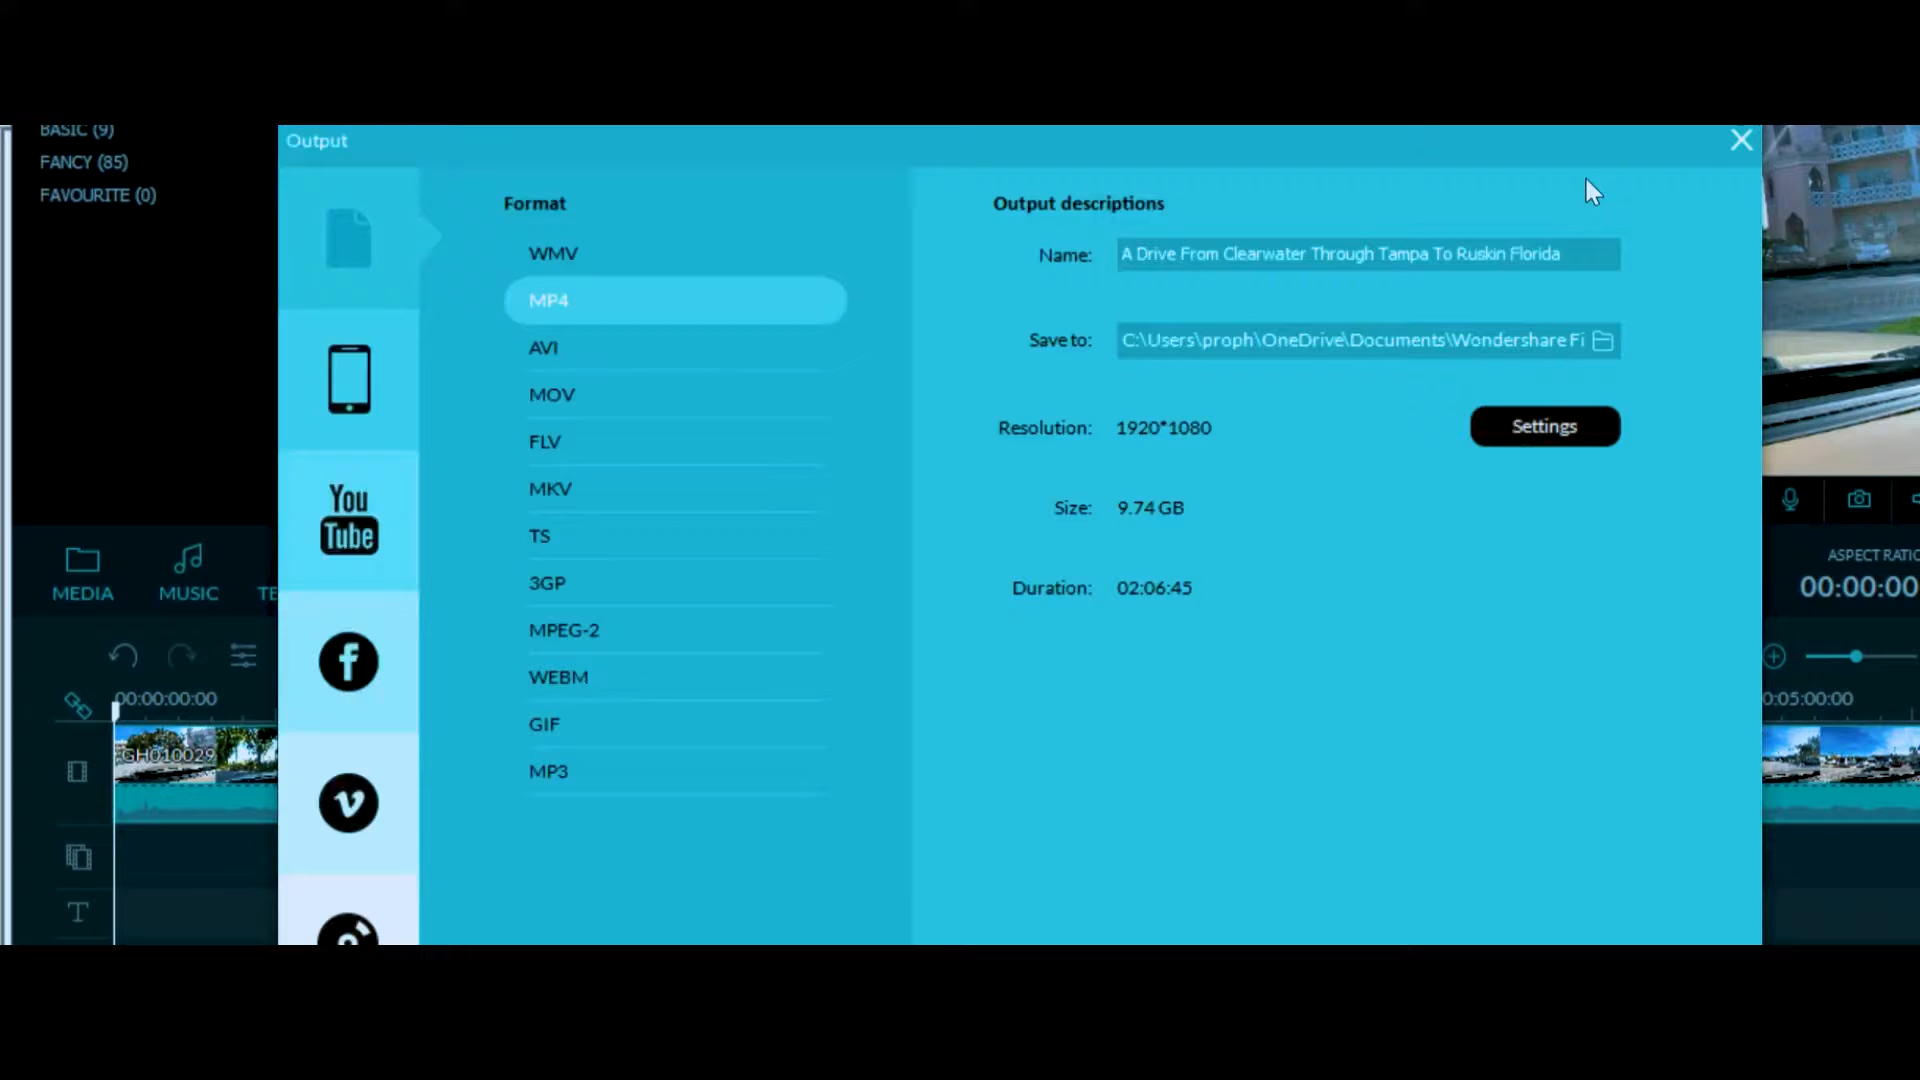 BASIC (9)
FANCY (85)
FAVOURITE (0)
Output
Format
WMV
MP4
AVI
MOV
FLV
MKV
TS
3GP
MPEG-2
WEBM
GIF
MP3
You
Tube
Output descriptions
Name: A Drive From Clearwater Through Tampa To Ruskin Florida
Save to: C:\Users\proph\OneDrive\Documents\Wondershare Fi
Resolution: 1920*1080
Settings
Size: 9.74 GB
Duration: 02:06:45
MEDIA
MUSIC
TE
ASPECT RATIO
00:00:00
00:00:00:00
0:05:00:00
GH010029